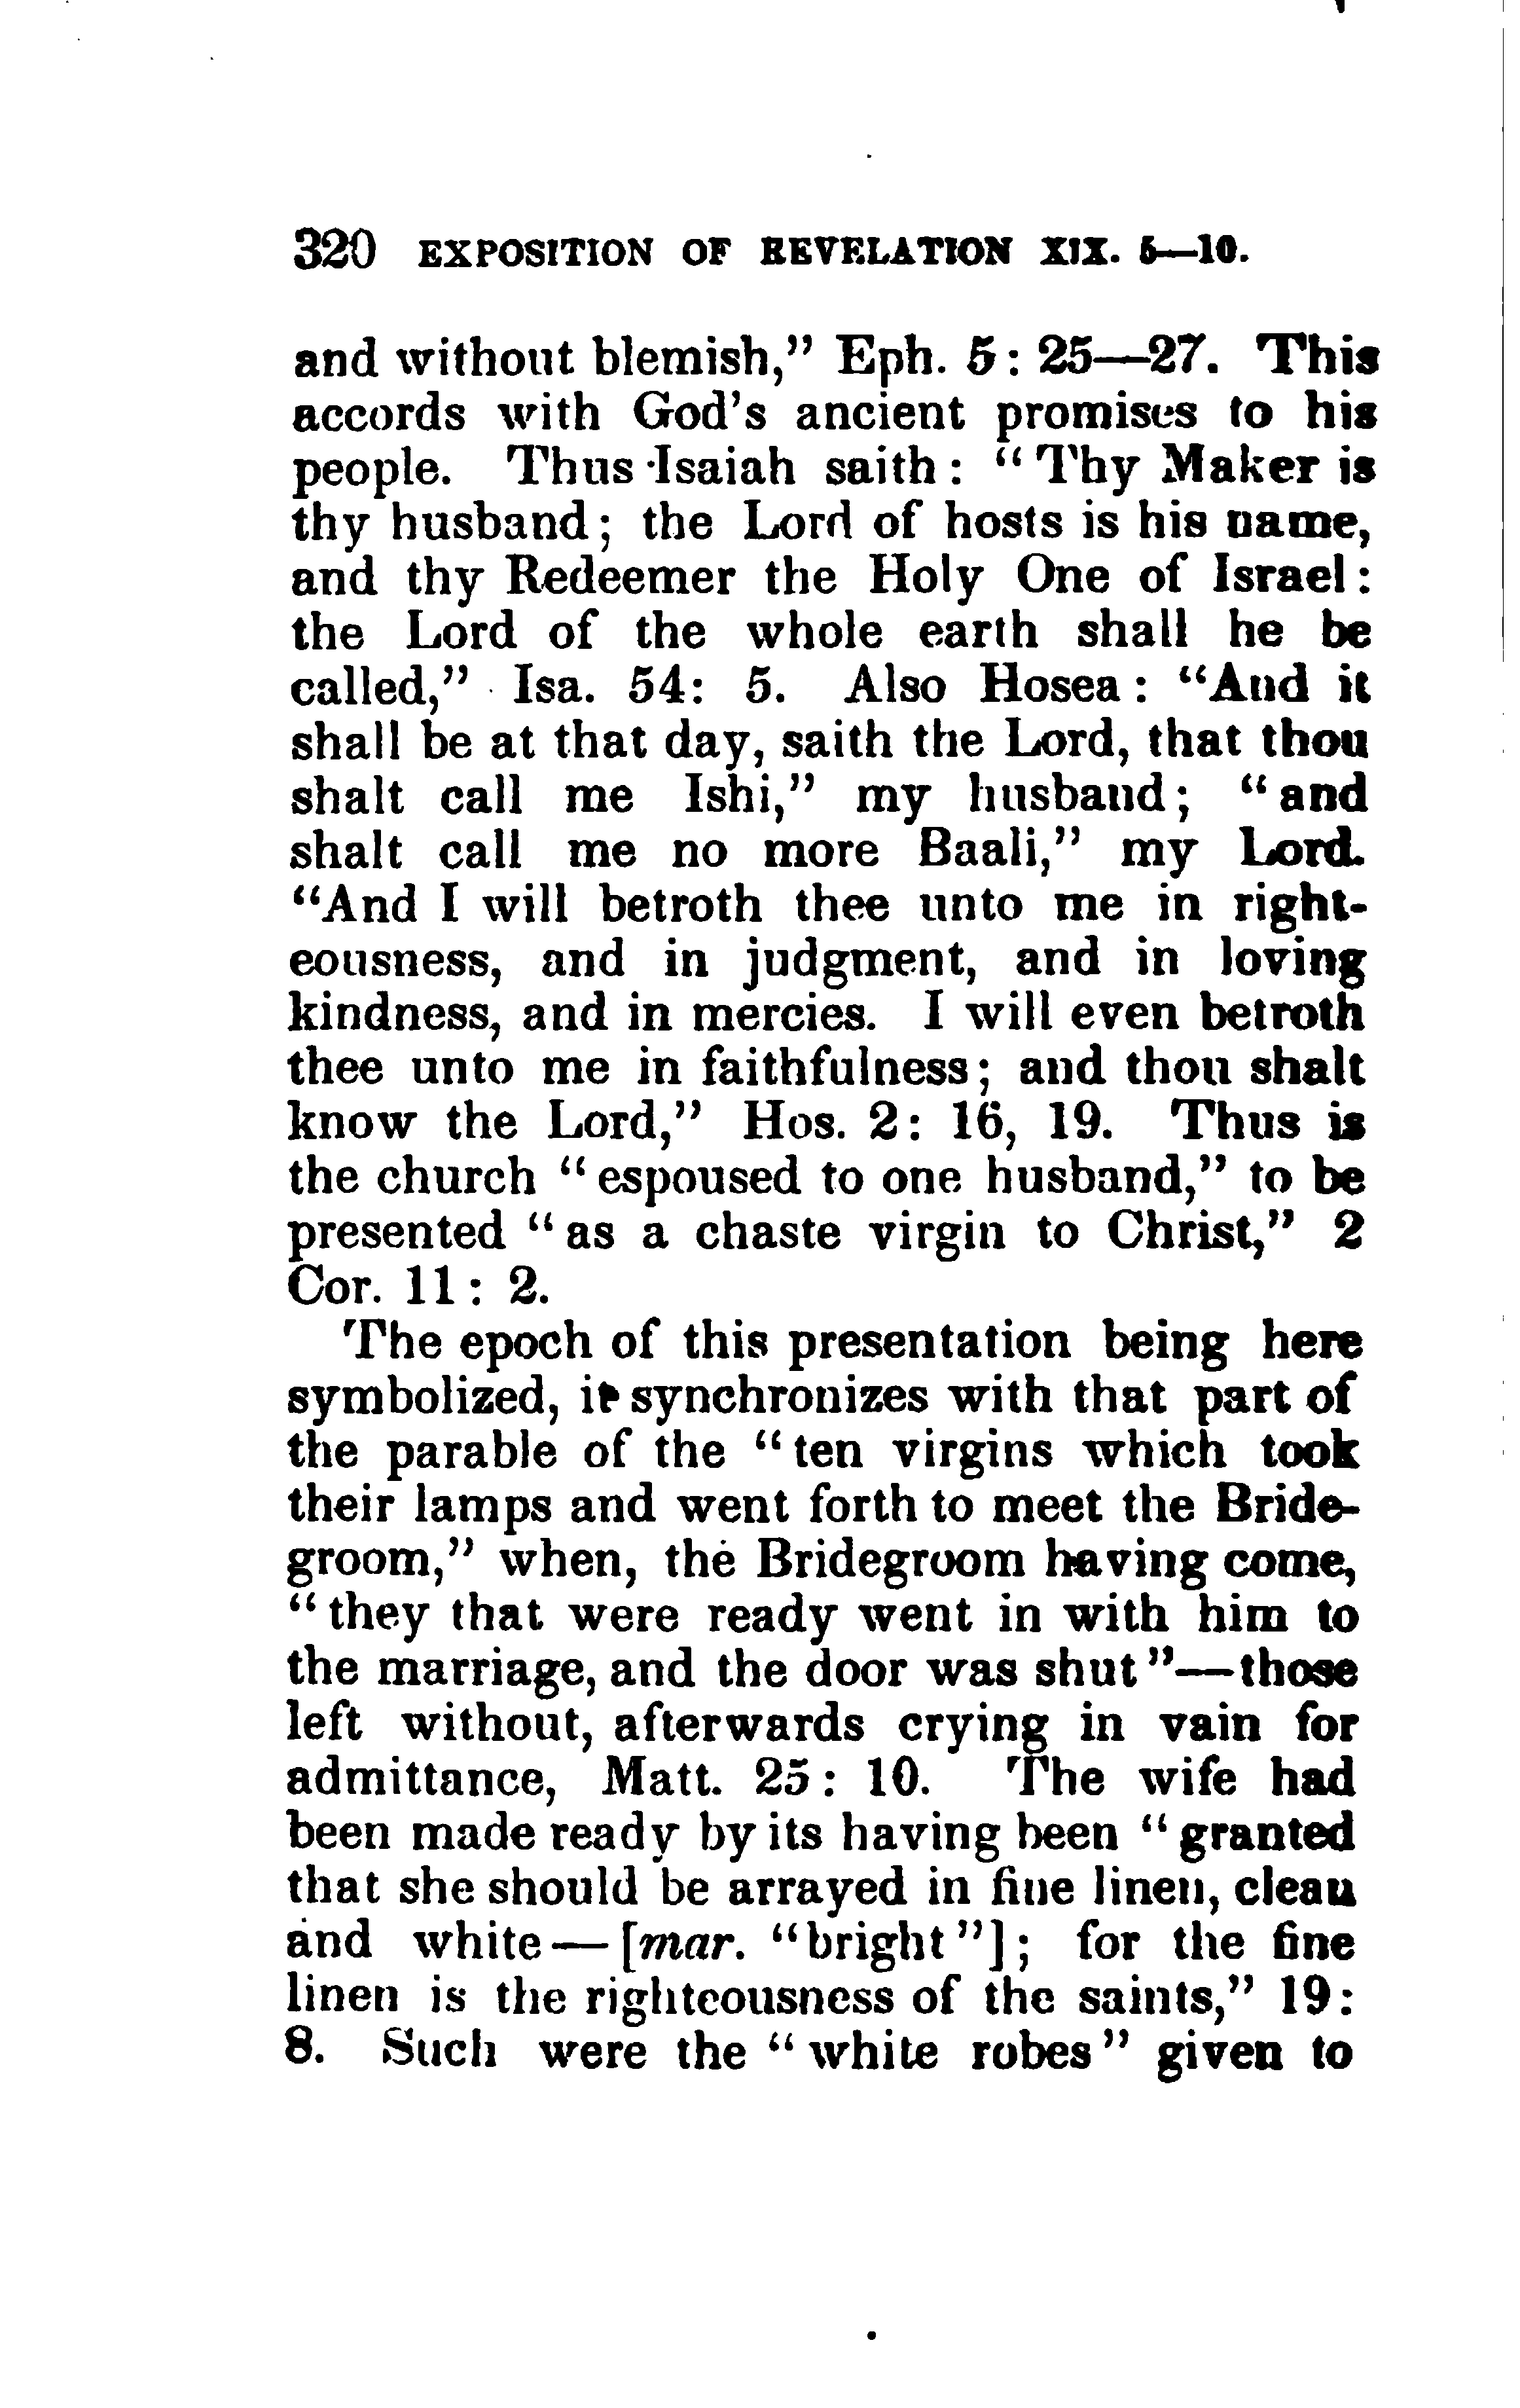 320 EXPOSITION OF REVELATION XIX. 5—10.
and without blemish,” Eph. 5: 25—27. This
accords with God’s ancient promises to his
people. Thus Isaiah saith: “Thy Maker is
thy husband; the Lord of hosts is his name,
and thy Redeemer the Holy One of Israel:
the Lord of the whole earth shall he be
called,” Isa. 54: 5. Also Hosea: “And it
shall be at that day, saith the Lord, that thou
shalt call me Ishi,” my husband; “and
shalt call me no more Baali,” my Lord.
“And I will betroth thee unto me in right-
eousness, and in judgment, and in loving
kindness, and in mercies. I will even betroth
thee unto me in faithfulness; and thou shalt
know the Lord,” Hos. 2: 16, 19. Thus is
the church “espoused to one husband,” to be
presented “as a chaste virgin to Christ,” 2
Cor. 11: 2.
The epoch of this presentation being here
symbolized, it synchronizes with that part of
the parable of the “ten virgins which took
their lamps and went forth to meet the Bride-
groom,” when, the Bridegroom having come,
“they that were ready went in with him to
the marriage, and the door was shut”—those
left without, afterwards crying in vain for
admittance, Matt. 25: 10. The wife had
been made ready by its having been “granted
that she should be arrayed in fine linen, clean
and white—[mar. “bright”]; for the fine
linen is the righteousness of the saints,” 19:
8. Such were the “white robes” given to